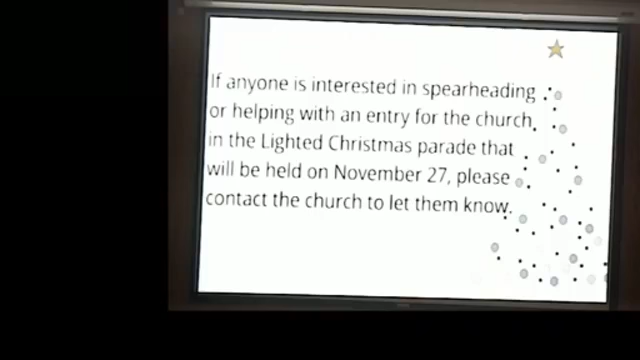 If anyone is interested in spearheading
or helping with an entry for the church
in the Lighted Christmas parade that
will be held on November 27, please
contact the church to let them know.